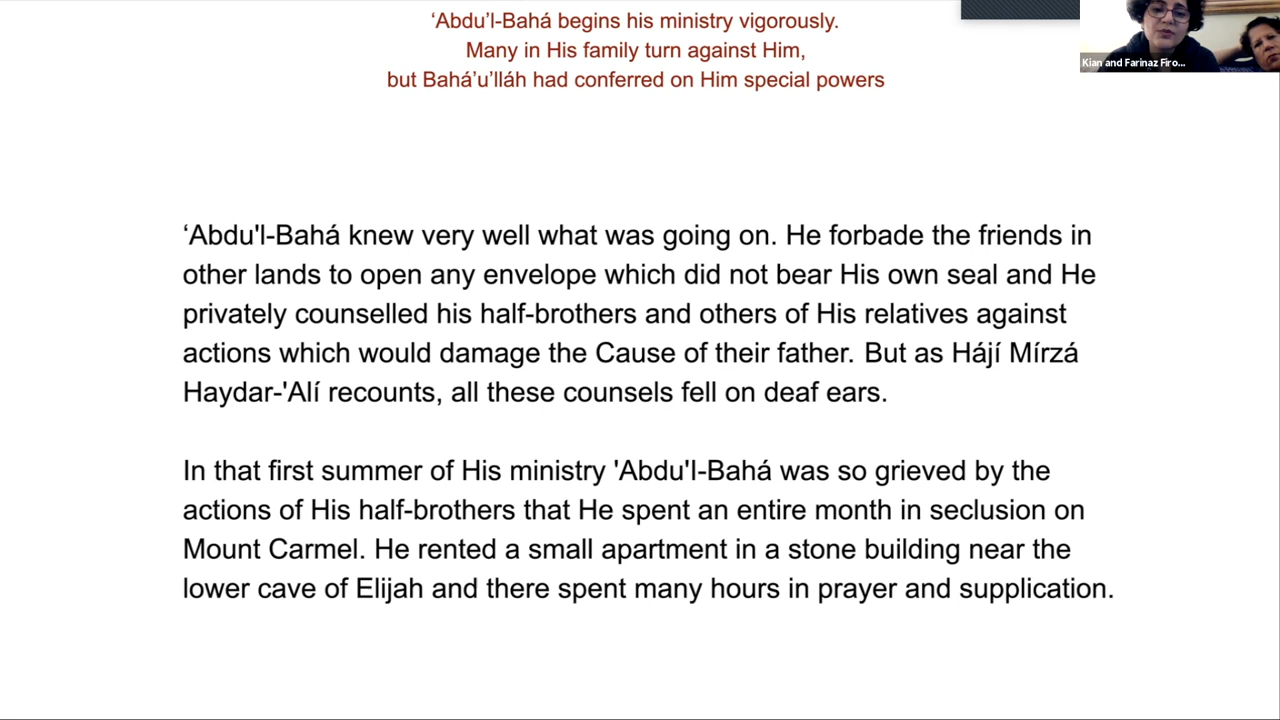 ‘Abdu’l-Bahá begins his ministry vigorously.
Many in His family turn against Him,
but Bahá’u’lláh had conferred on Him special powers
Kian and Farinaz Firo...
‘Abdu'l-Bahá knew very well what was going on. He forbade the friends in
other lands to open any envelope which did not bear His own seal and He
privately counselled his half-brothers and others of His relatives against
actions which would damage the Cause of their father. But as Hájí Mírzá
Haydar-'Alí recounts, all these counsels fell on deaf ears.
In that first summer of His ministry 'Abdu'l-Bahá was so grieved by the
actions of His half-brothers that He spent an entire month in seclusion on
Mount Carmel. He rented a small apartment in a stone building near the
lower cave of Elijah and there spent many hours in prayer and supplication.